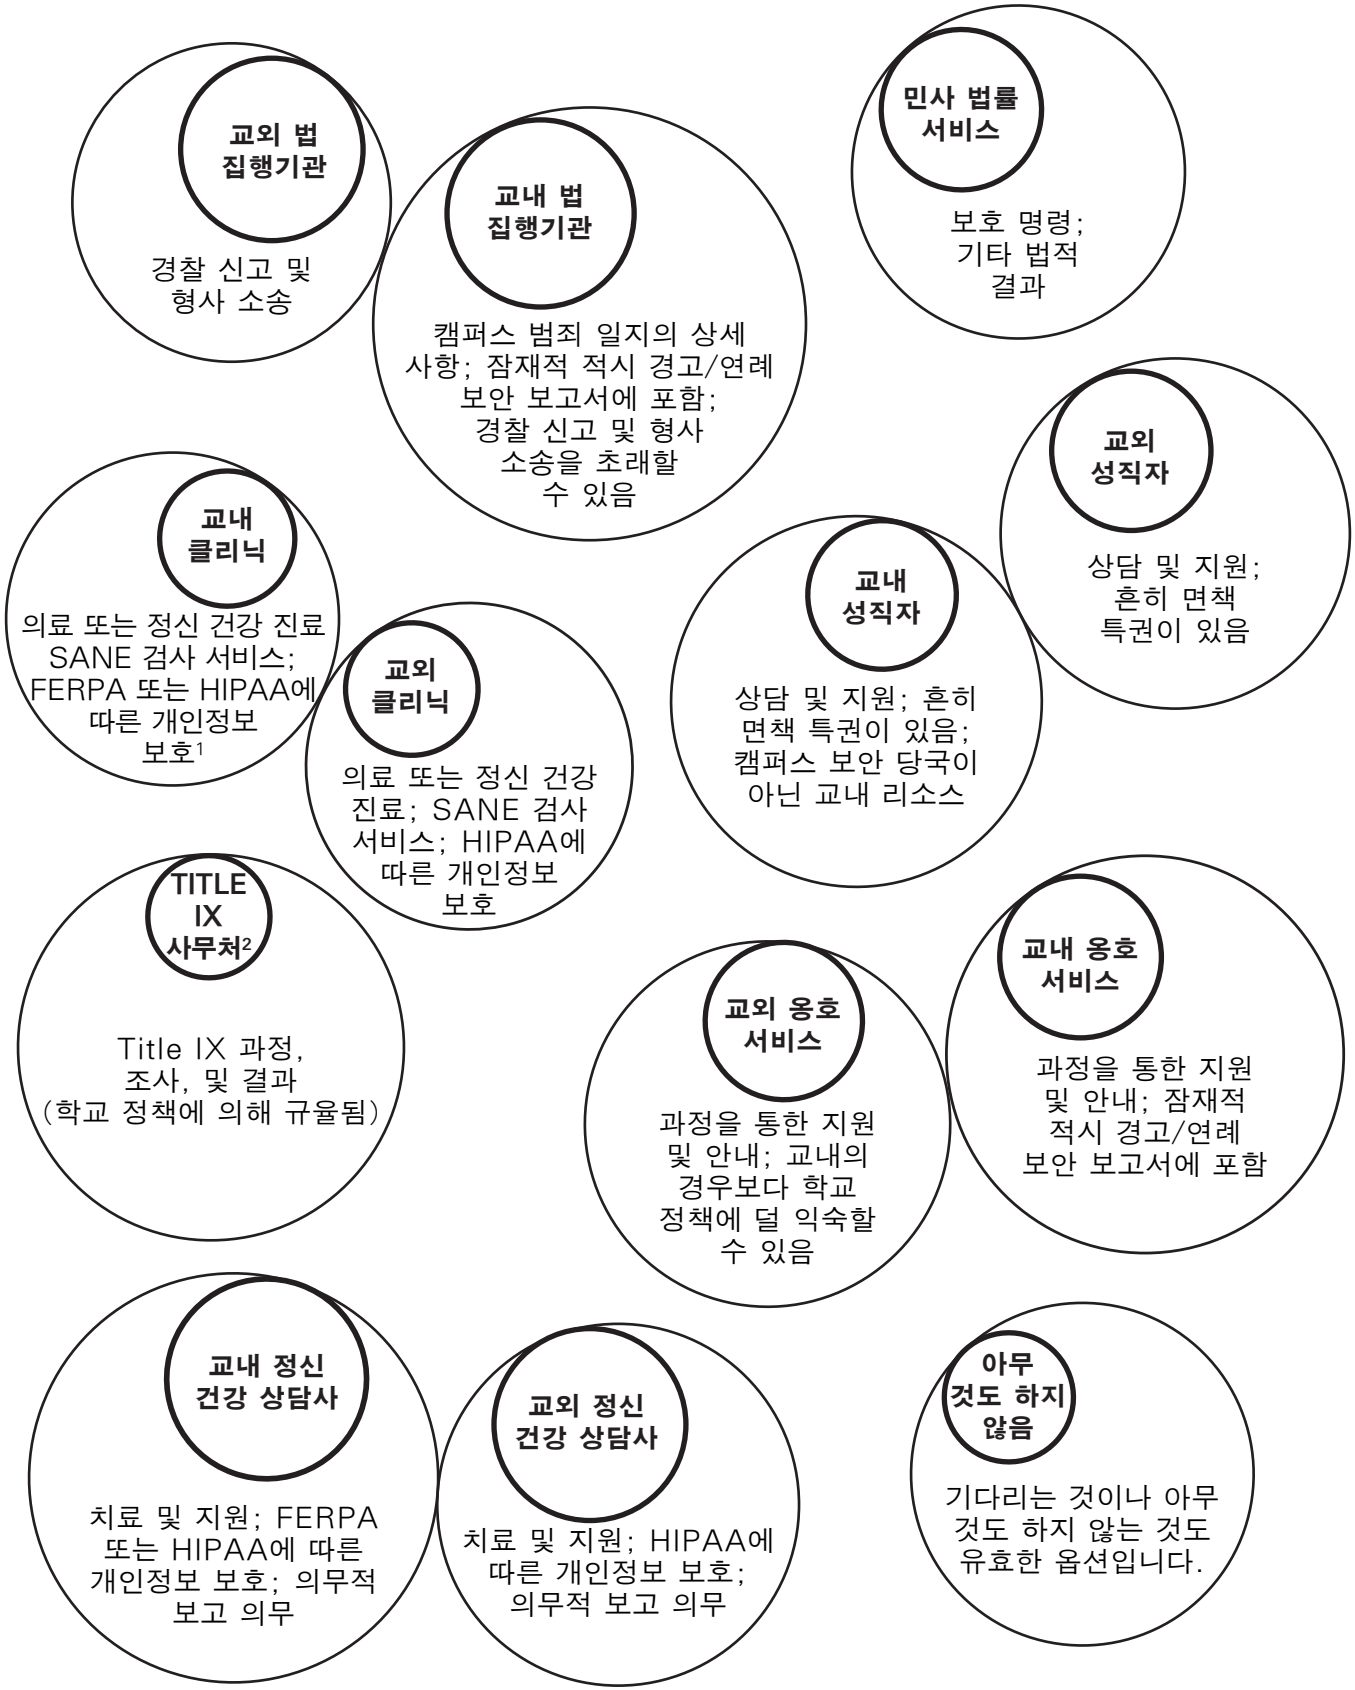 교외 법
집행기관
경찰 신고 및
형사 소송
교내 법
집행기관
캠퍼스 범죄 일지의 상세
사항; 잠재적 적시 경고/연례
보안 보고서에 포함;
경찰 신고 및 형사
소송을 초래할
수 있음
민사 법률
서비스
보호 명령;
기타 법적
결과
교외
성직자
상담 및 지원;
흔히 면책
특권이 있음
교내
클리닉
의료 또는 정신 건강 진료
SANE 검사 서비스;
FERPA 또는 HIPAA에
따른 개인정보
보호¹
교외
클리닉
의료 또는 정신 건강
진료; SANE 검사
서비스; HIPAA에
따른 개인정보
보호
교내
성직자
상담 및 지원; 흔히
면책 특권이 있음;
캠퍼스 보안 당국이
아닌 교내 리소스
TITLE
IX
사무처²
Title IX 과정,
조사, 및 결과
(학교 정책에 의해 규율됨)
교외 옹호
서비스
과정을 통한 지원
및 안내; 교내의
경우보다 학교
정책에 덜 익숙할
수 있음
교내 옹호
서비스
과정을 통한 지원
및 안내; 잠재적
적시 경고/연례
보안 보고서에 포함
교내 정신
건강 상담사
치료 및 지원; FERPA
또는 HIPAA에 따른
개인정보 보호; 의무적
보고 의무
교외 정신
건강 상담사
치료 및 지원; HIPAA에
따른 개인정보 보호;
의무적 보고 의무
아무
것도 하지
않음
기다리는 것이나 아무
것도 하지 않는 것도
유효한 옵션입니다.